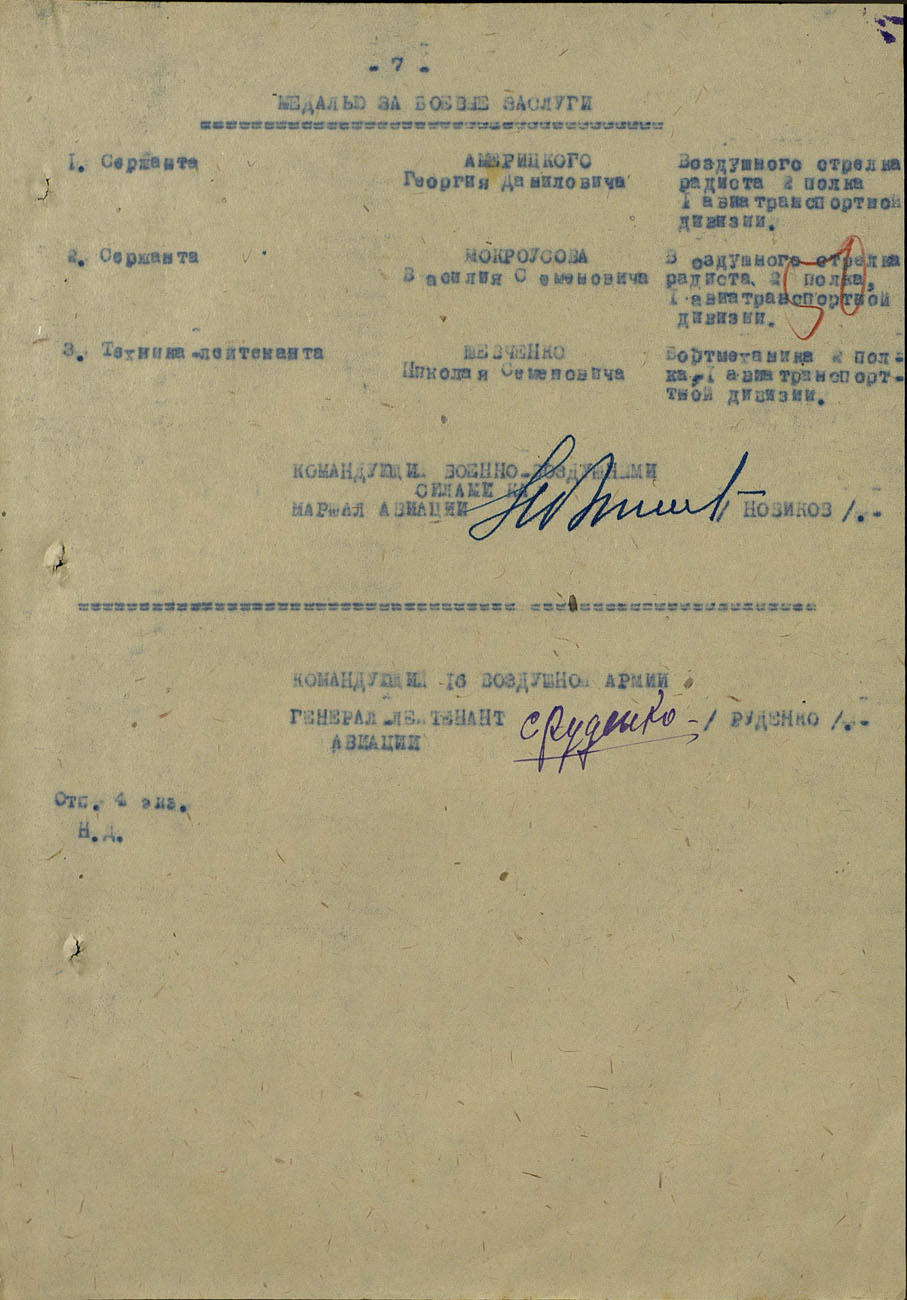 - 7 -
МЕДАЛЬЮ ЗА БОЕВЫЕ ЗАСЛУГИ
1. Сержанта АМЕРИЦКОГО Воздушного стрелка
Георгия Даниловича радиста 2 полка
1 авиатранспортной
дивизии.
2. Сержанта МОКРОУСОВА Воздушного стрелка
Василия Семеновича радиста 2 полка,
1 авиатранспортной
дивизии.
3. Техника-лейтенанта ШЕВЧЕНКО Бортмеханика 2 пол-
Николая Семеновича ка, 1 авиатранспорт-
тной дивизии.
КОМАНДУЮЩИЙ ВОЕННО-ВОЗДУШНЫМИ
СИЛАМИ КА
МАРШАЛ АВИАЦИИ / НОВИКОВ /.-
КОМАНДУЮЩИЙ 16 ВОЗДУШНОЙ АРМИИ
ГЕНЕРАЛ-ЛЕЙТЕНАНТ С Руденко - / РУДЕНКО /.-
АВИАЦИИ
Отп. 4 экз.
Н.Д.